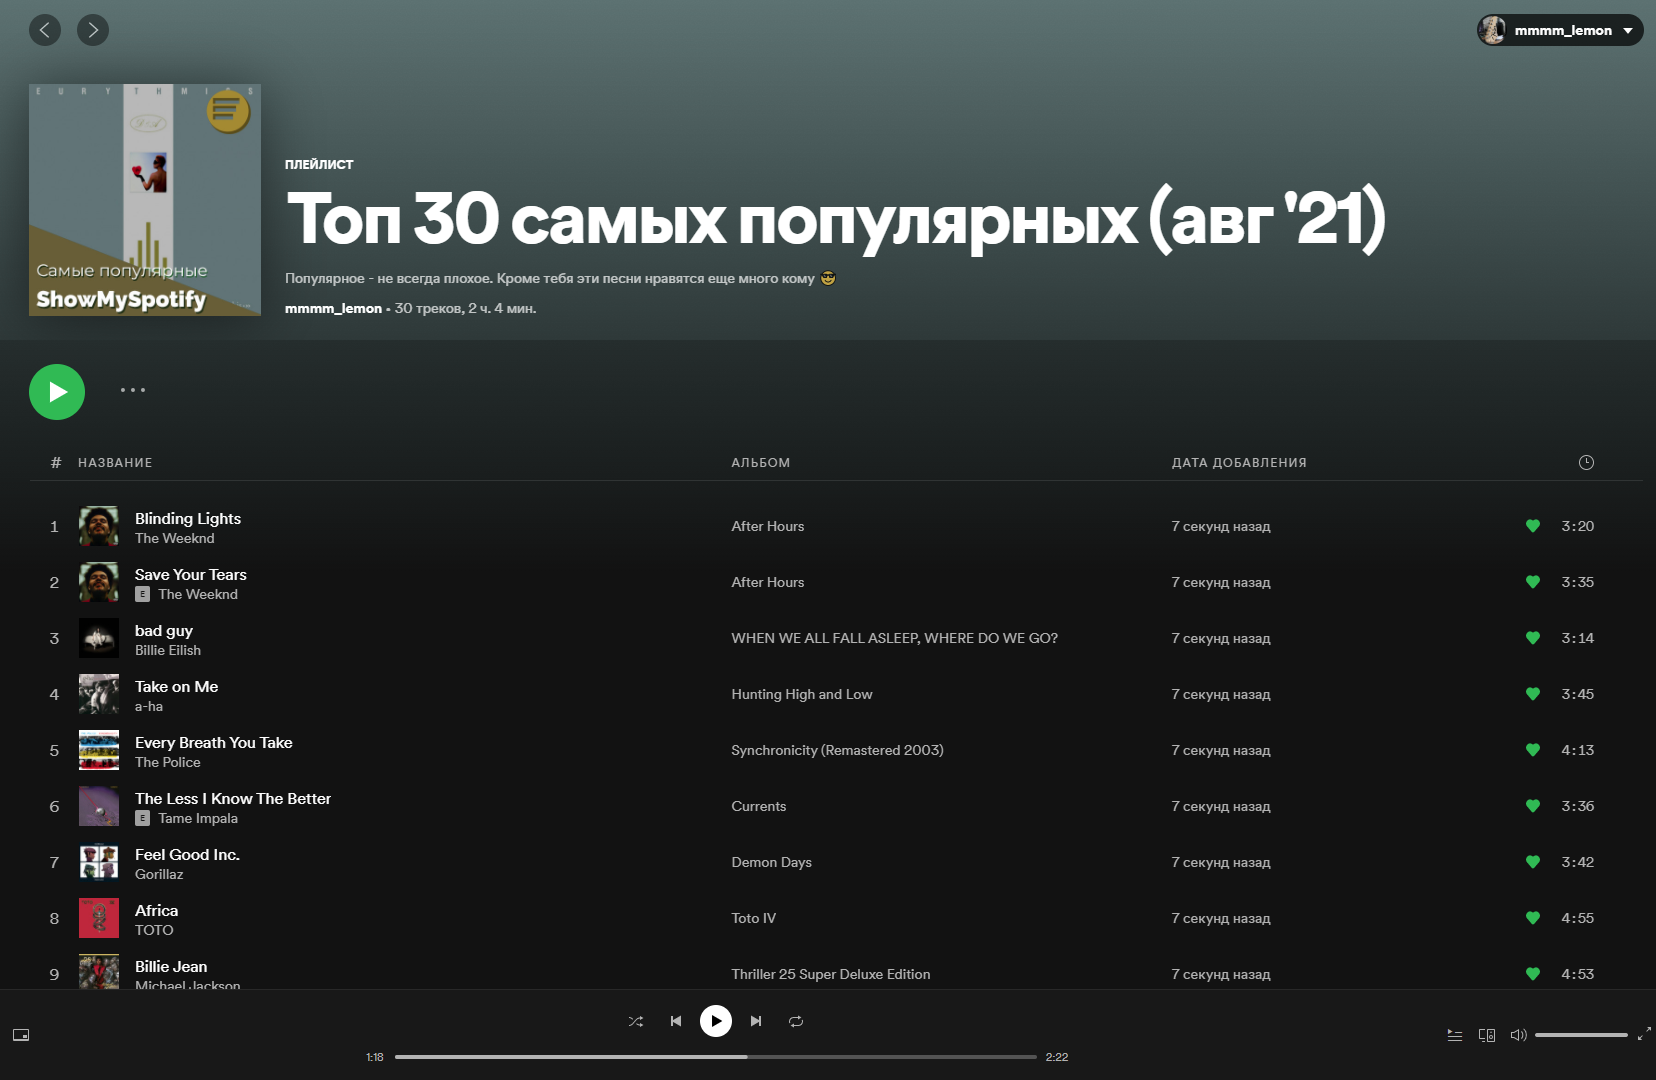 mmmm_lemon
EURYTHMICS
Самые популярные
ShowMySpotify
ПЛЕЙЛИСТ
Топ 30 самых популярных (авг '21)
Популярное - не всегда плохое. Кроме тебя эти песни нравятся еще много кому 😎
mmmm_lemon • 30 треков, 2 ч. 4 мин.
# НАЗВАНИЕ АЛЬБОМ ДАТА ДОБАВЛЕНИЯ
1 Blinding Lights After Hours 7 секунд назад 3:20
The Weeknd
2 Save Your Tears After Hours 7 секунд назад 3:35
E The Weeknd
3 bad guy WHEN WE ALL FALL ASLEEP, WHERE DO WE GO? 7 секунд назад 3:14
Billie Eilish
4 Take on Me Hunting High and Low 7 секунд назад 3:45
a-ha
5 Every Breath You Take Synchronicity (Remastered 2003) 7 секунд назад 4:13
The Police
6 The Less I Know The Better Currents 7 секунд назад 3:36
E Tame Impala
7 Feel Good Inc. Demon Days 7 секунд назад 3:42
Gorillaz
8 Africa Toto IV 7 секунд назад 4:55
TOTO
9 Billie Jean Thriller 25 Super Deluxe Edition 7 секунд назад 4:53
Michael Jackson
1:18 2:22